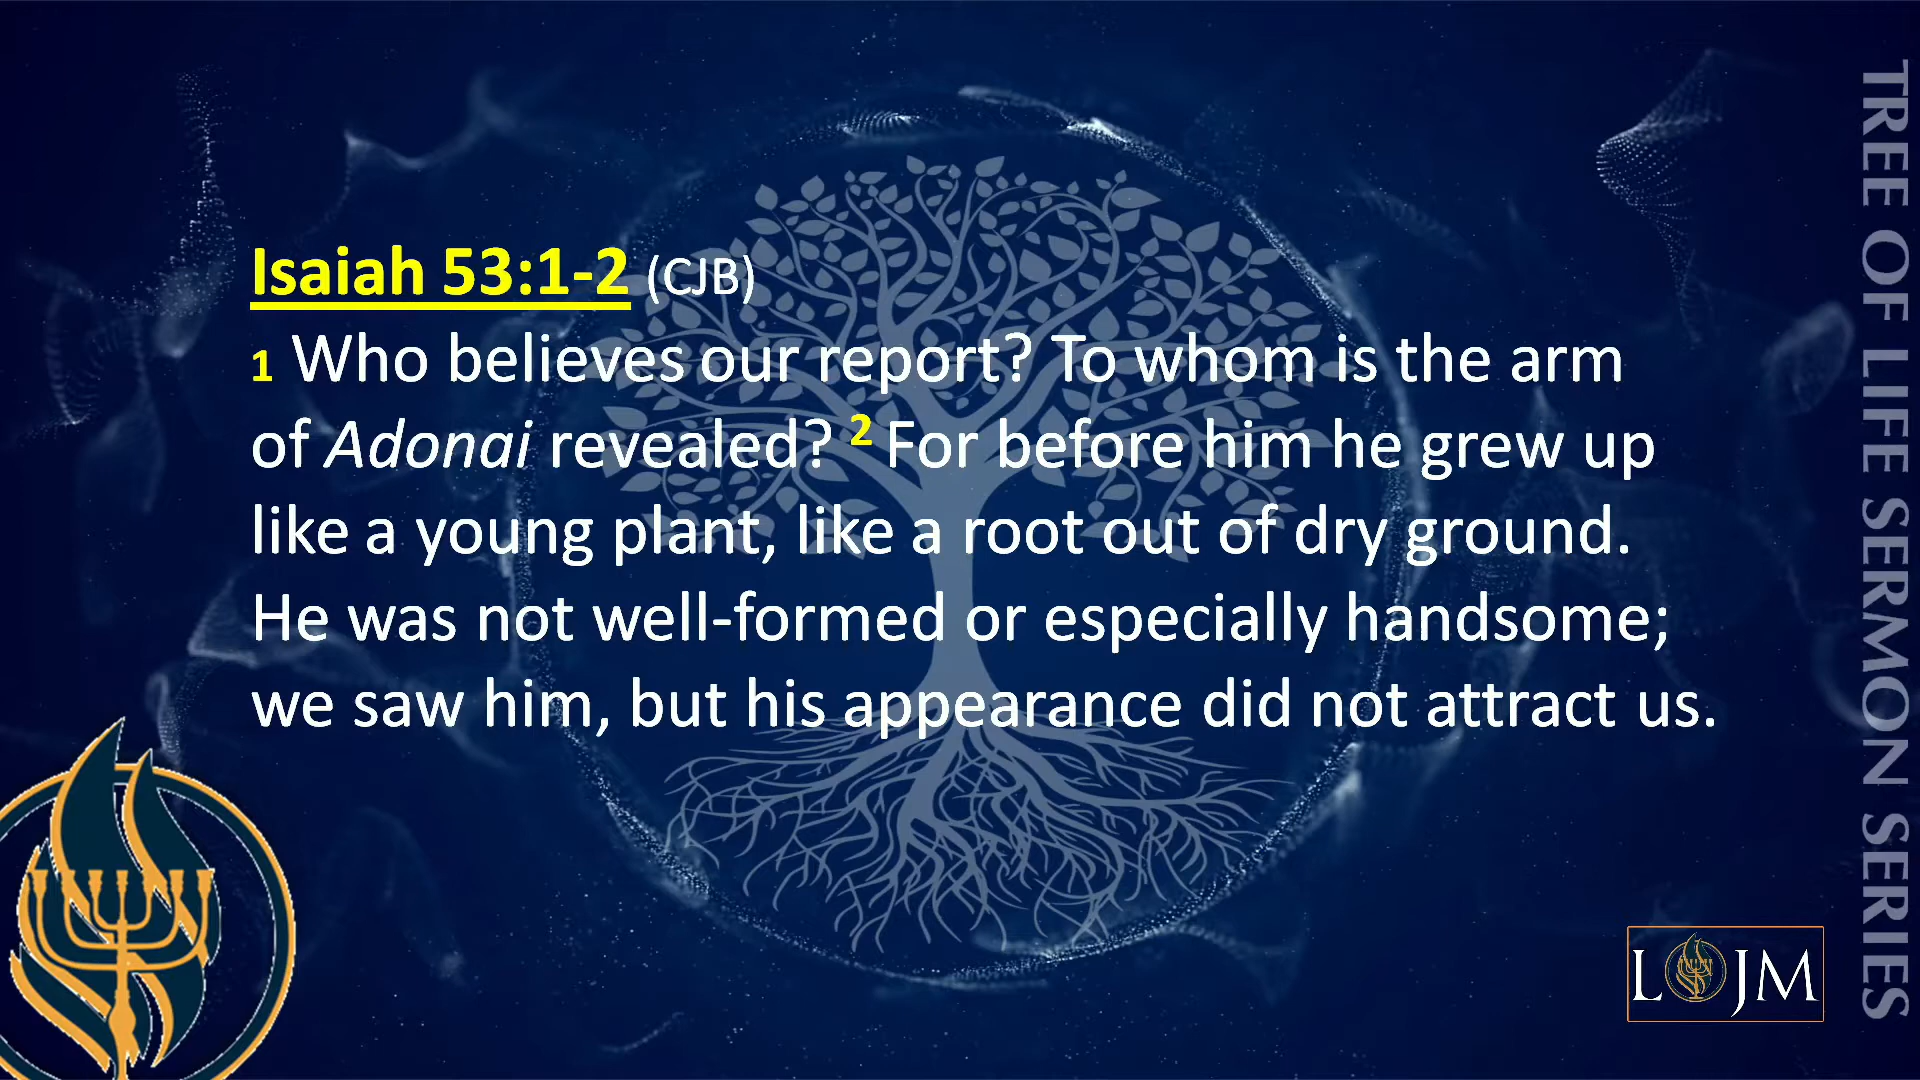 Isaiah 53:1-2 (CJB)
1 Who believes our report? To whom is the arm
of Adonai revealed? 2 For before him he grew up
like a young plant, like a root out of dry ground.
He was not well-formed or especially handsome;
we saw him, but his appearance did not attract us.
TREE OF LIFE SERMON SERIES
LOJM